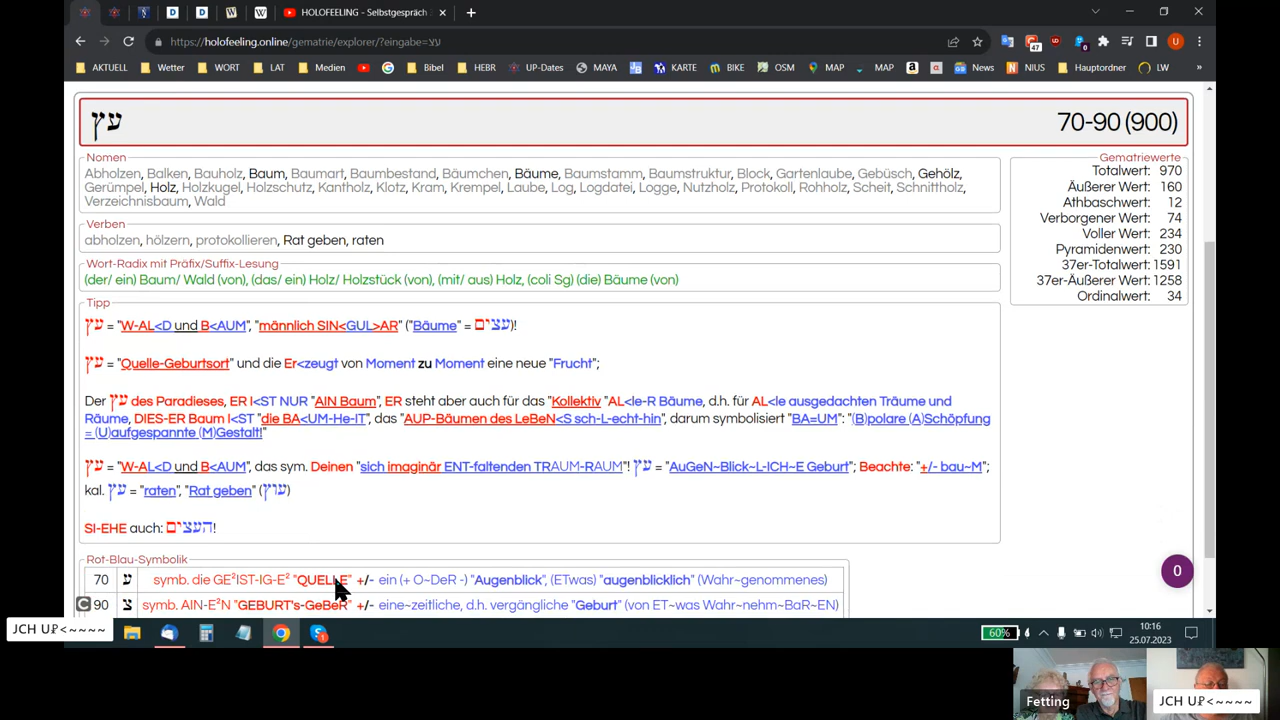 HOLOFEELING - Selbstgespräch
https://holofeeling.online/gematrie/explorer/?eingabe=עצ
47
0
U
AKTUELL Wetter WORT LAT Medien Bibel HEBR UP-Dates MAYA KARTE BIKE OSM MAP MAP News NIUS Hauptordner LW »
עץ 70-90 (900)
Nomen
Abholzen, Balken, Bauholz, Baum, Baumart, Baumbestand, Bäumchen, Bäume, Baumstamm, Baumstruktur, Block, Gartenlaube, Gebüsch, Gehölz,
Gerümpel, Holz, Holzkugel, Holzschutz, Kantholz, Klotz, Kram, Krempel, Laube, Log, Logdatei, Logge, Nutzholz, Protokoll, Rohholz, Scheit, Schnittholz,
Verzeichnisbaum, Wald
Gematriewerte
Totalwert: 970
Äußerer Wert: 160
Athbaschwert: 12
Verborgener Wert: 74
Voller Wert: 234
Pyramidenwert: 230
37er-Totalwert: 1591
37er-Äußerer Wert: 1258
Ordinalwert: 34
Verben
abholzen, hölzern, protokollieren, Rat geben, raten
Wort-Radix mit Präfix/Suffix-Lesung
(der/ ein) Baum/ Wald (von), (das/ ein) Holz/ Holzstück (von), (mit/ aus) Holz, (coli Sg) (die) Bäume (von)
Tipp
עץ = "W-AL<D und B<AUM", "männlich SIN<GUL>AR" ("Bäume" = עצים)!
עץ = "Quelle-Geburtsort" und die Er<zeugt von Moment zu Moment eine neue "Frucht";
Der עץ des Paradieses, ER I<ST NUR "AIN Baum", ER steht aber auch für das "Kollektiv "AL<le-R Bäume, d.h. für AL<le ausgedachten Träume und
Räume, DIES-ER Baum I<ST "die BA<UM-He-IT", das "AUP-Bäumen des LeBeN<S sch-L-echt-hin", darum symbolisiert "BA=UM": "(B)polare (A)Schöpfung
= (U)aufgespannte (M)Gestalt!"
עץ = "W-AL<D und B<AUM", das sym. Deinen "sich imaginär ENT-faltenden TRAUM-RAUM"! עץ = "AuGeN~Blick~L-ICH~E Geburt"; Beachte: "+/- bau~M";
kal. עץ = "raten", "Rat geben" (עוץ)
SI-EHE auch: העצים!
Rot-Blau-Symbolik
70 ע symb. die GE²IST-IG-E² "QUELLE" +/- ein (+ O~DeR -) "Augenblick", (ETwas) "augenblicklich" (Wahr~genommenes)
90 צ symb. AIN-E²N "GEBURT's-GeBeR" +/- eine~zeitliche, d.h. vergängliche "Geburt" (von ET~was Wahr~nehm~BaR~EN)
0
JCH UP<~~~~
60%
10:16
25.07.2023
Fetting
JCH UP<~~~~